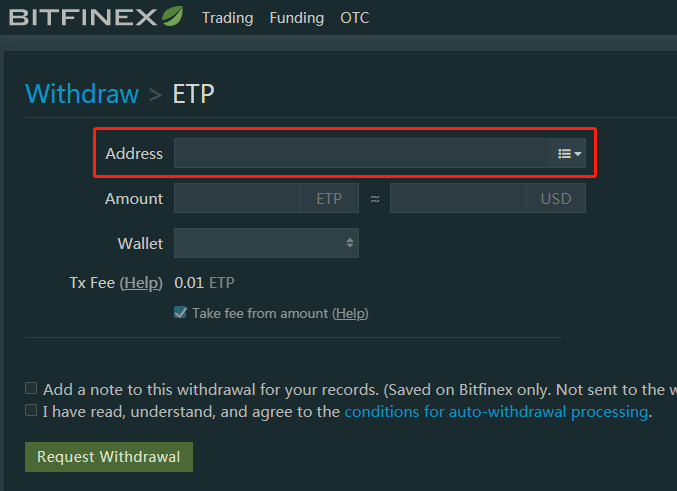 BITFINEX Trading Funding OTC
Withdraw > ETP
Address
Amount ETP ≈ USD
Wallet
Tx Fee (Help) 0.01 ETP
Take fee from amount (Help)
Add a note to this withdrawal for your records. (Saved on Bitfinex only. Not sent to the
I have read, understand, and agree to the conditions for auto-withdrawal processing.
Request Withdrawal